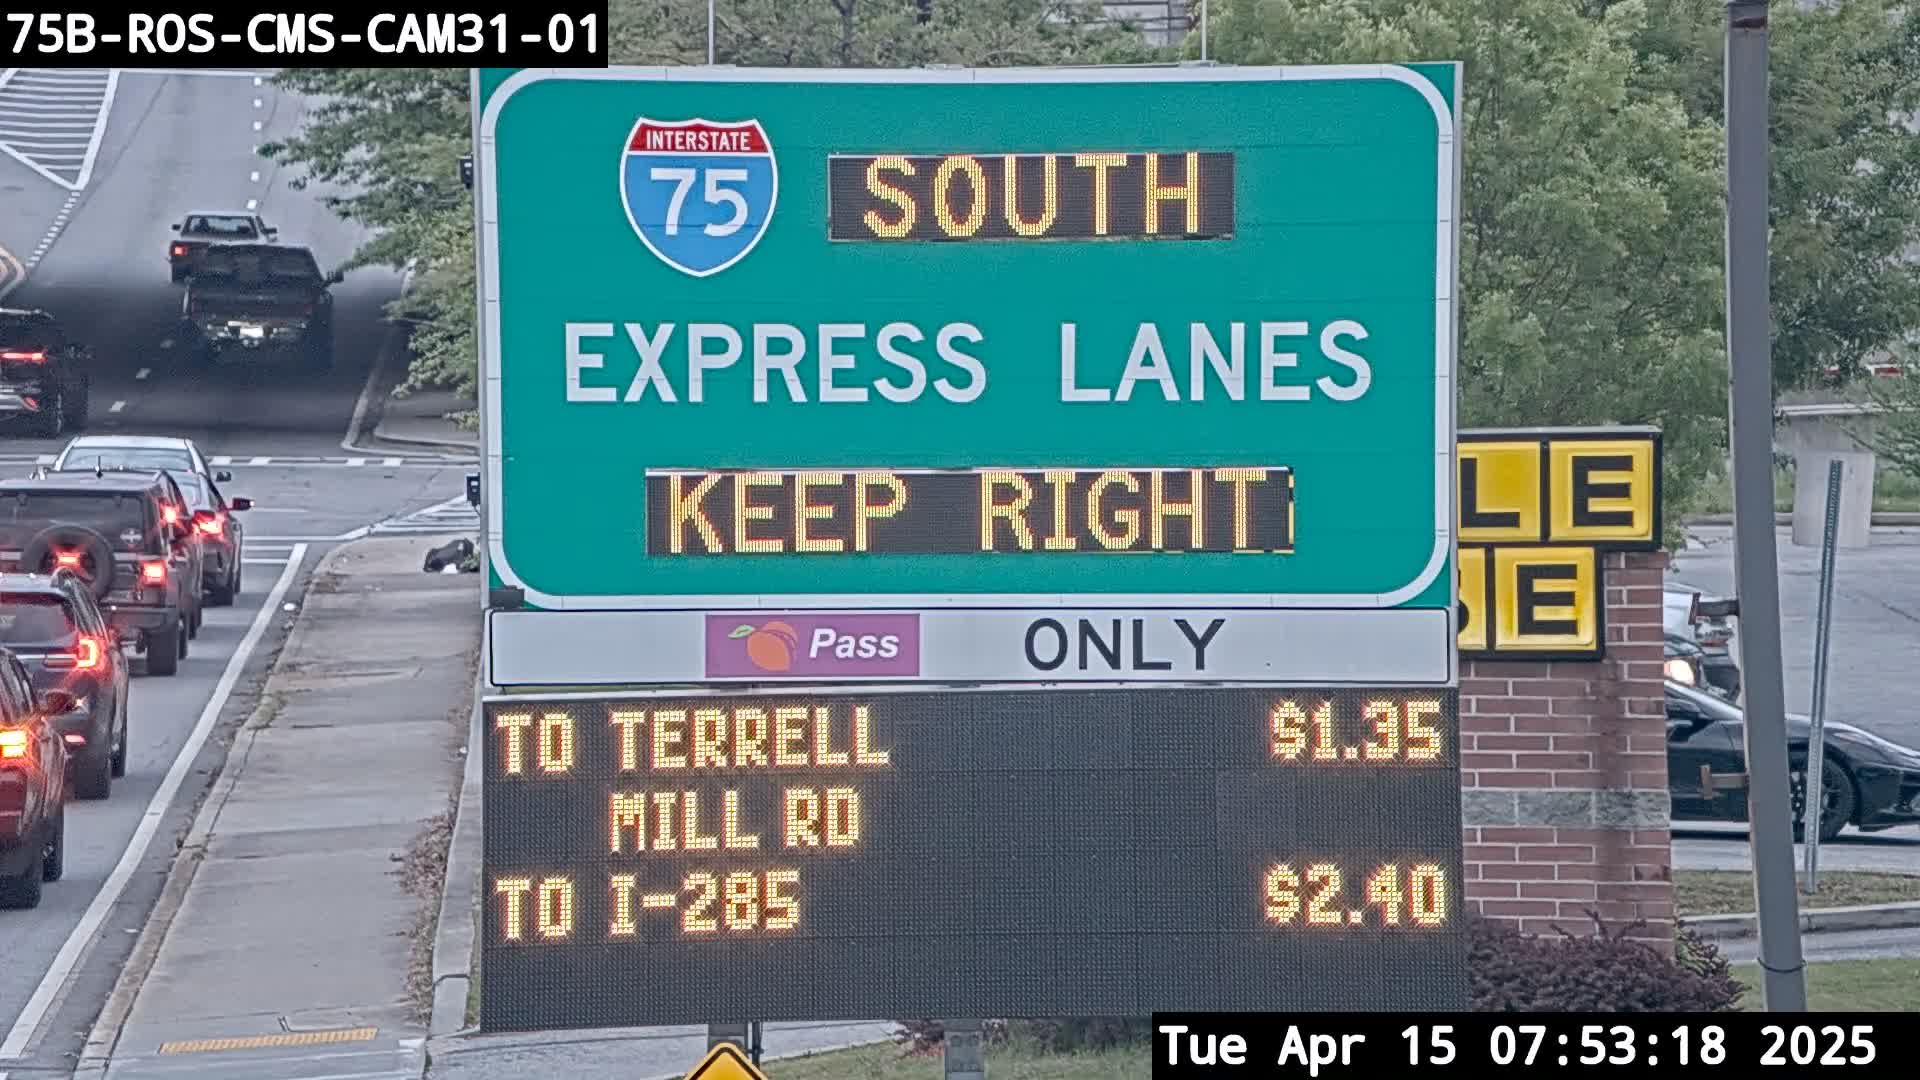 75B-ROS-CMS-CAM31-01
INTERSTATE
75
SOUTH
EXPRESS LANES
KEEP RIGHT
Pass ONLY
TO TERRELL $1.35
MILL RD
TO I-285 $2.40
LE
E
Tue Apr 15 07:53:18 2025